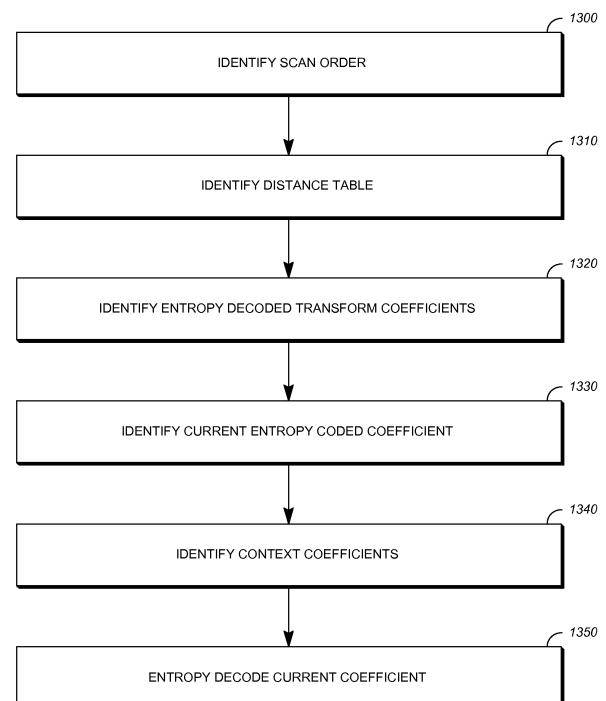 1300
IDENTIFY SCAN ORDER
1310
IDENTIFY DISTANCE TABLE
1320
IDENTIFY ENTROPY DECODED TRANSFORM COEFFICIENTS
1330
IDENTIFY CURRENT ENTROPY CODED COEFFICIENT
1340
IDENTIFY CONTEXT COEFFICIENTS
1350
ENTROPY DECODE CURRENT COEFFICIENT